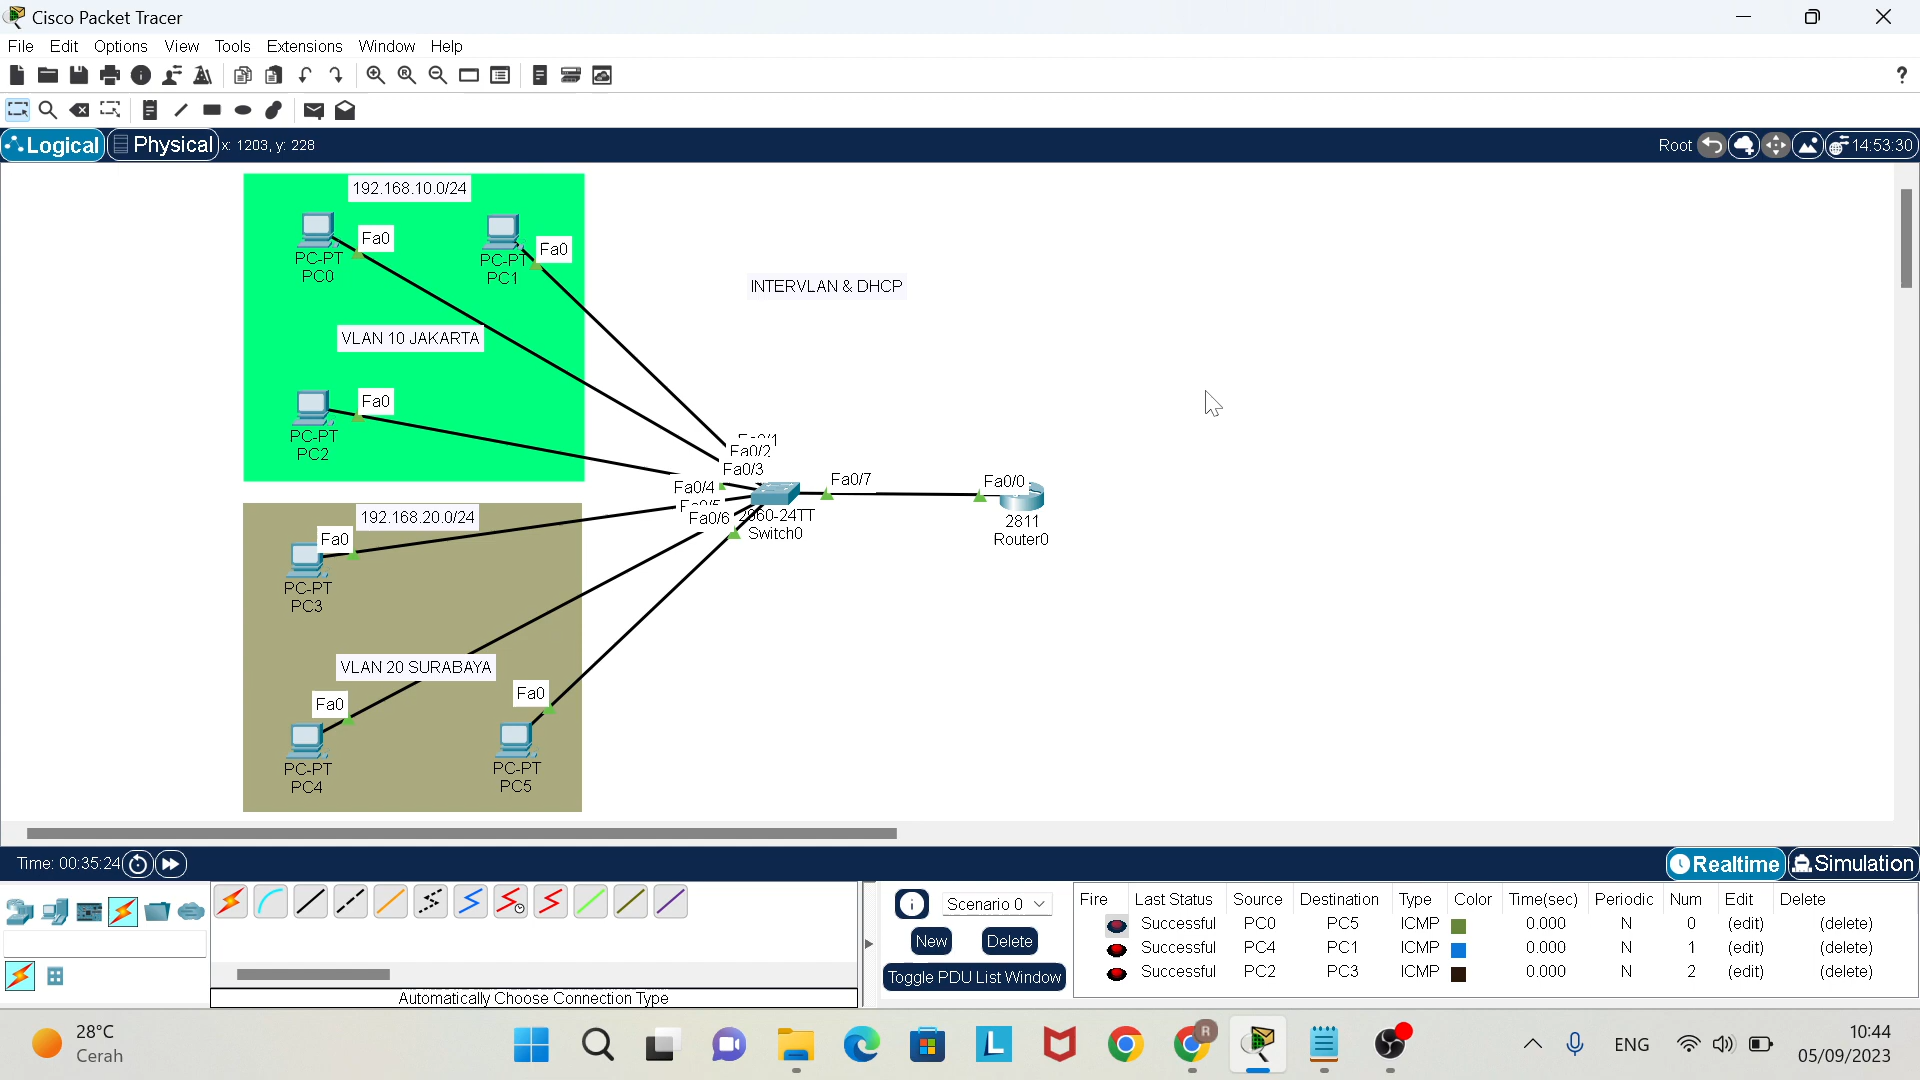 Cisco Packet Tracer
File Edit Options View Tools Extensions Window Help
?
Logical Physical x: 1203, y: 228 Root 14:53:30
192.168.10.0/24
Fa0
PC-PT
PC0
Fa0
PC-PT
PC1
INTERVLAN & DHCP
VLAN 10 JAKARTA
Fa0
PC-PT
PC2
Fa0/2
Fa0/3
Fa0/4
Fa0/6
Fa0/7
2960-24TT
Switch0
Fa0/0
2811
Router0
192.168.20.0/24
Fa0
PC-PT
PC3
VLAN 20 SURABAYA
Fa0
PC-PT
PC4
Fa0
PC-PT
PC5
Time: 00:35:24 Realtime Simulation
Automatically Choose Connection Type
Scenario 0
New Delete
Toggle PDU List Window
Fire Last Status Source Destination Type Color Time(sec) Periodic Num Edit Delete
Successful PC0 PC5 ICMP 0.000 N 0 (edit) (delete)
Successful PC4 PC1 ICMP 0.000 N 1 (edit) (delete)
Successful PC2 PC3 ICMP 0.000 N 2 (edit) (delete)
28°C
Cerah
L
R
ENG
10:44
05/09/2023